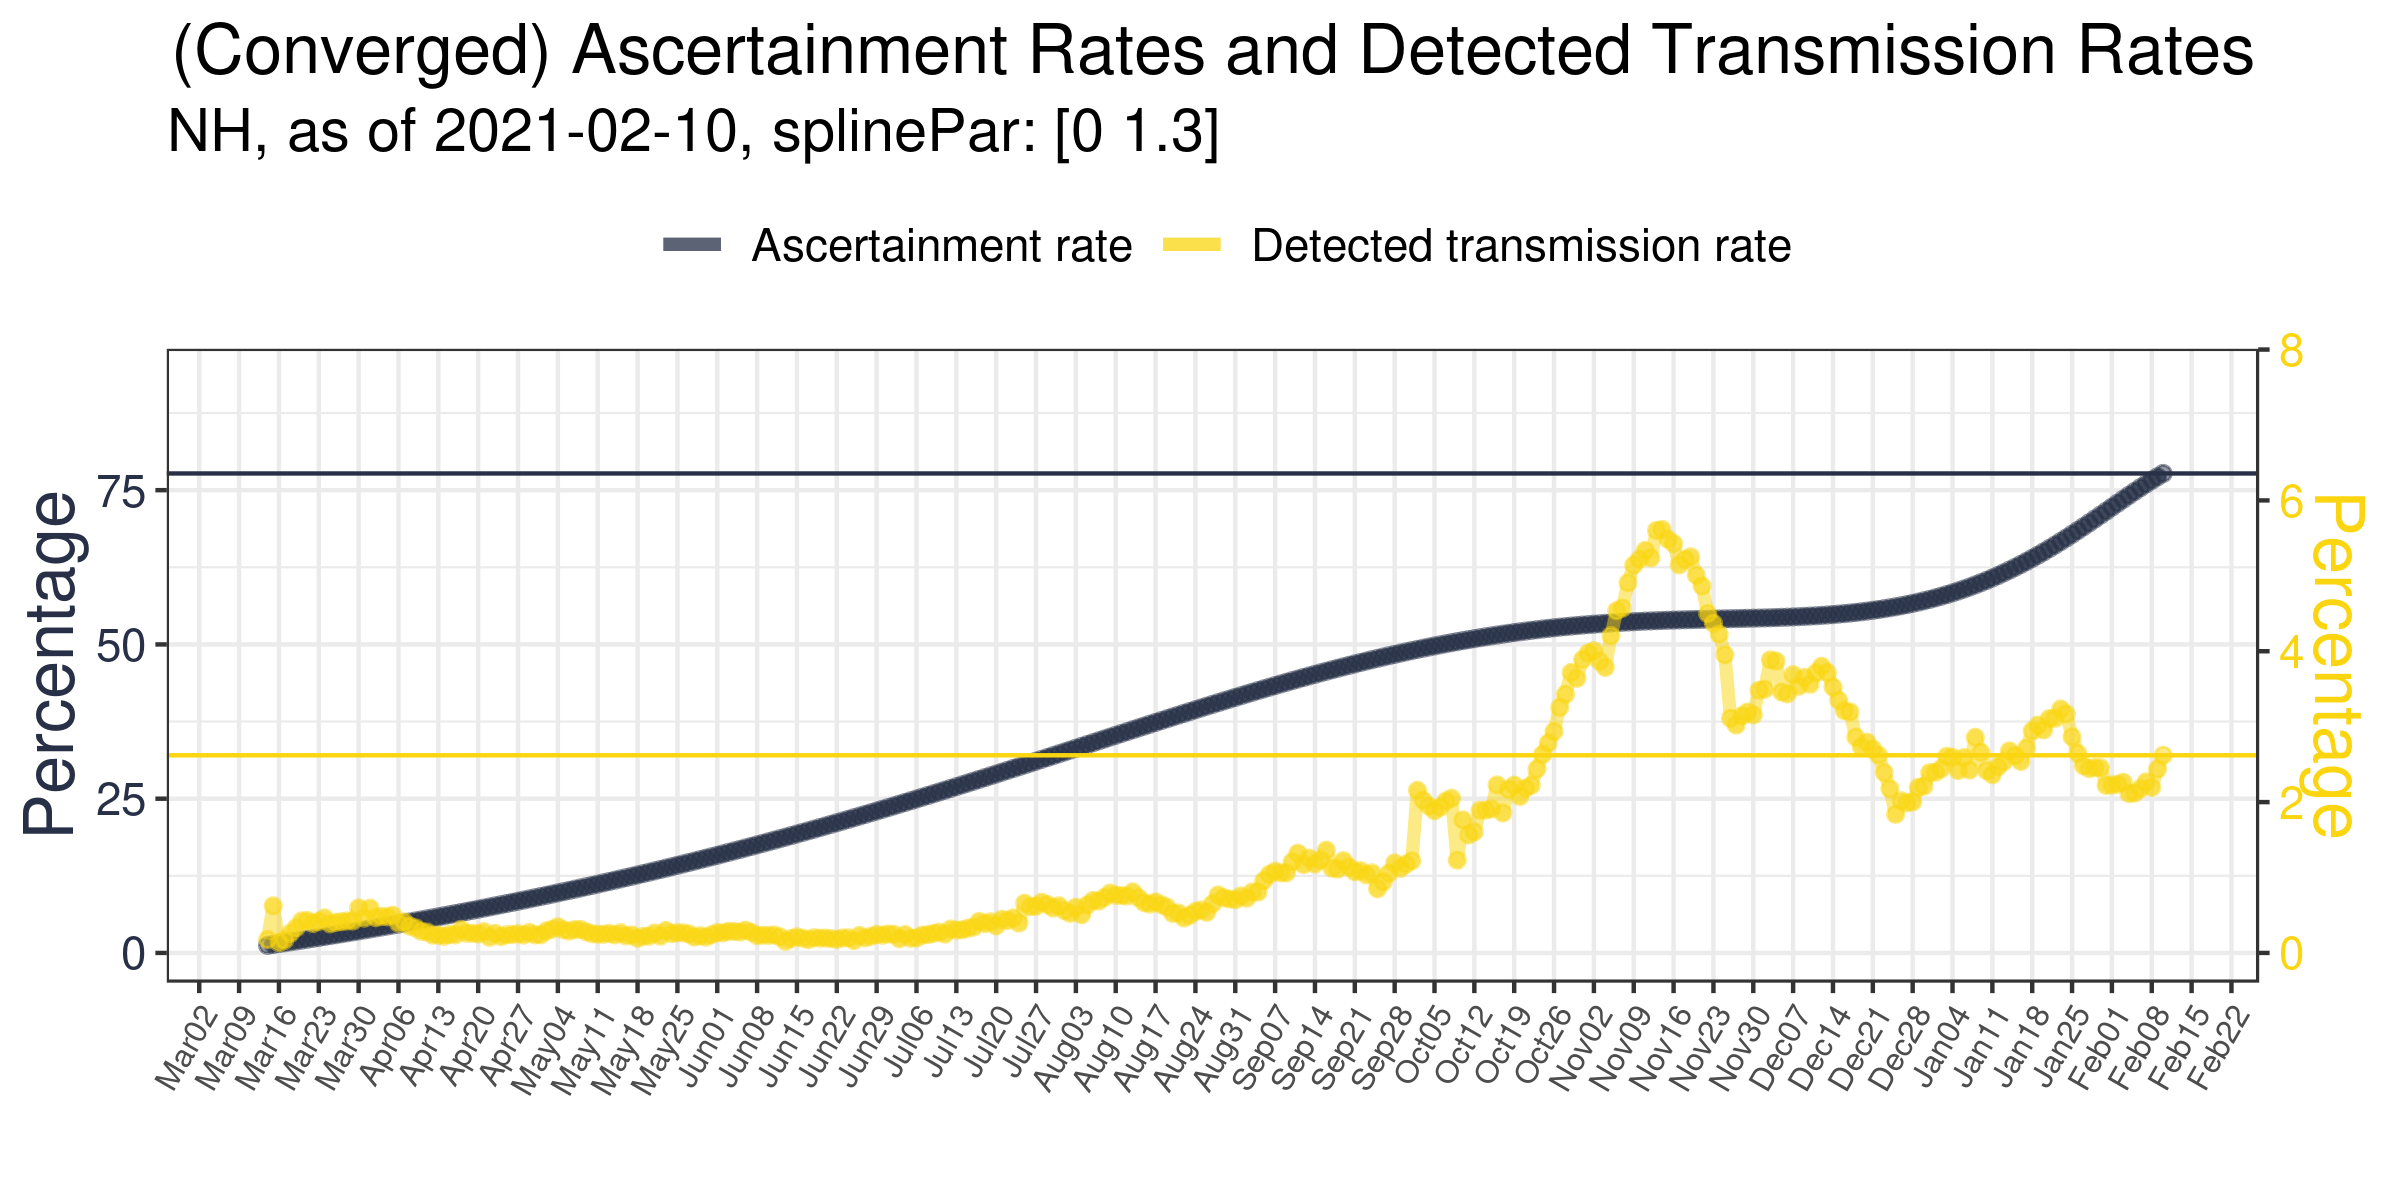 (Converged) Ascertainment Rates and Detected Transmission Rates
NH, as of 2021-02-10, splinePar: [0 1.3]
Ascertainment rate
Detected transmission rate
Percentage
75
50
25
0
8
6
4
2
0
Percentage
Mar02
Mar09
Mar16
Mar23
Mar30
Apr06
Apr13
Apr20
Apr27
May04
May11
May18
May25
Jun01
Jun08
Jun15
Jun22
Jun29
Jul06
Jul13
Jul20
Jul27
Aug03
Aug10
Aug17
Aug24
Aug31
Sep07
Sep14
Sep21
Sep28
Oct05
Oct12
Oct19
Oct26
Nov02
Nov09
Nov16
Nov23
Nov30
Dec07
Dec14
Dec21
Dec28
Jan04
Jan11
Jan18
Jan25
Feb01
Feb08
Feb15
Feb22